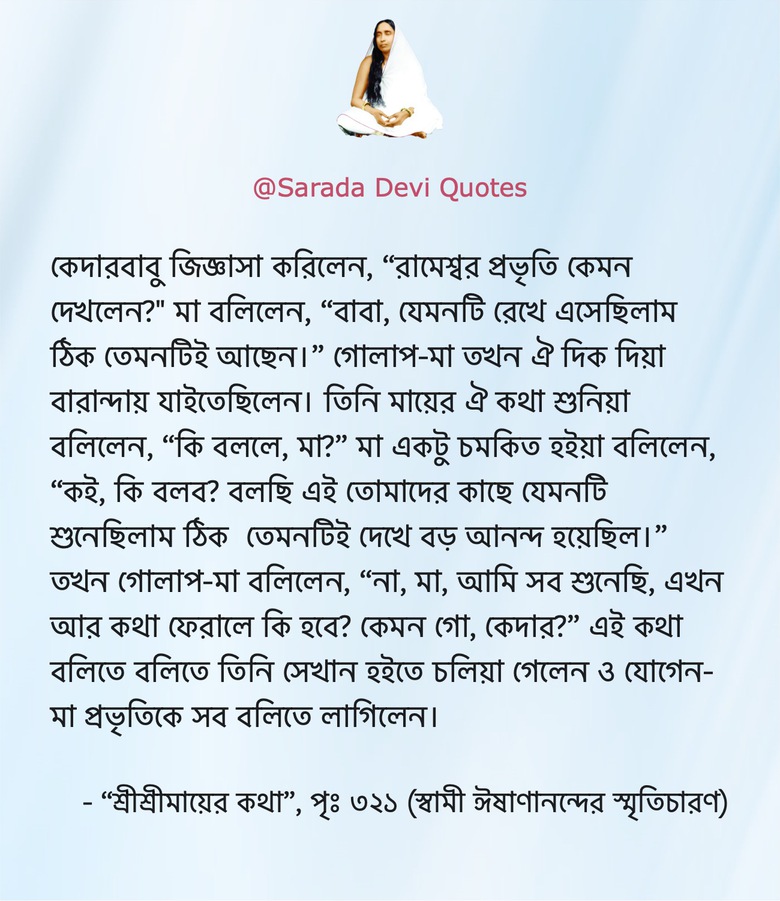 @Sarada Devi Quotes
কেদারবাবু জিজ্ঞাসা করিলেন, “রামেশ্বর প্রভৃতি কেমন
দেখলেন?" মা বলিলেন, “বাবা, যেমনটি রেখে এসেছিলাম
ঠিক তেমনটিই আছেন।” গোলাপ-মা তখন ঐ দিক দিয়া
বারান্দায় যাইতেছিলেন। তিনি মায়ের ঐ কথা শুনিয়া
বলিলেন, “কি বললে, মা?” মা একটু চমকিত হইয়া বলিলেন,
“কই, কি বলব? বলছি এই তোমাদের কাছে যেমনটি
শুনেছিলাম ঠিক  তেমনটিই দেখে বড় আনন্দ হয়েছিল।”
তখন গোলাপ-মা বলিলেন, “না, মা, আমি সব শুনেছি, এখন
আর কথা ফেরালে কি হবে? কেমন গো, কেদার?” এই কথা
বলিতে বলিতে তিনি সেখান হইতে চলিয়া গেলেন ও যোগেন-
মা প্রভৃতিকে সব বলিতে লাগিলেন।
- “শ্রীশ্রীমায়ের কথা”, পৃঃ ৩২১ (স্বামী ঈষাণানন্দের স্মৃতিচারণ)